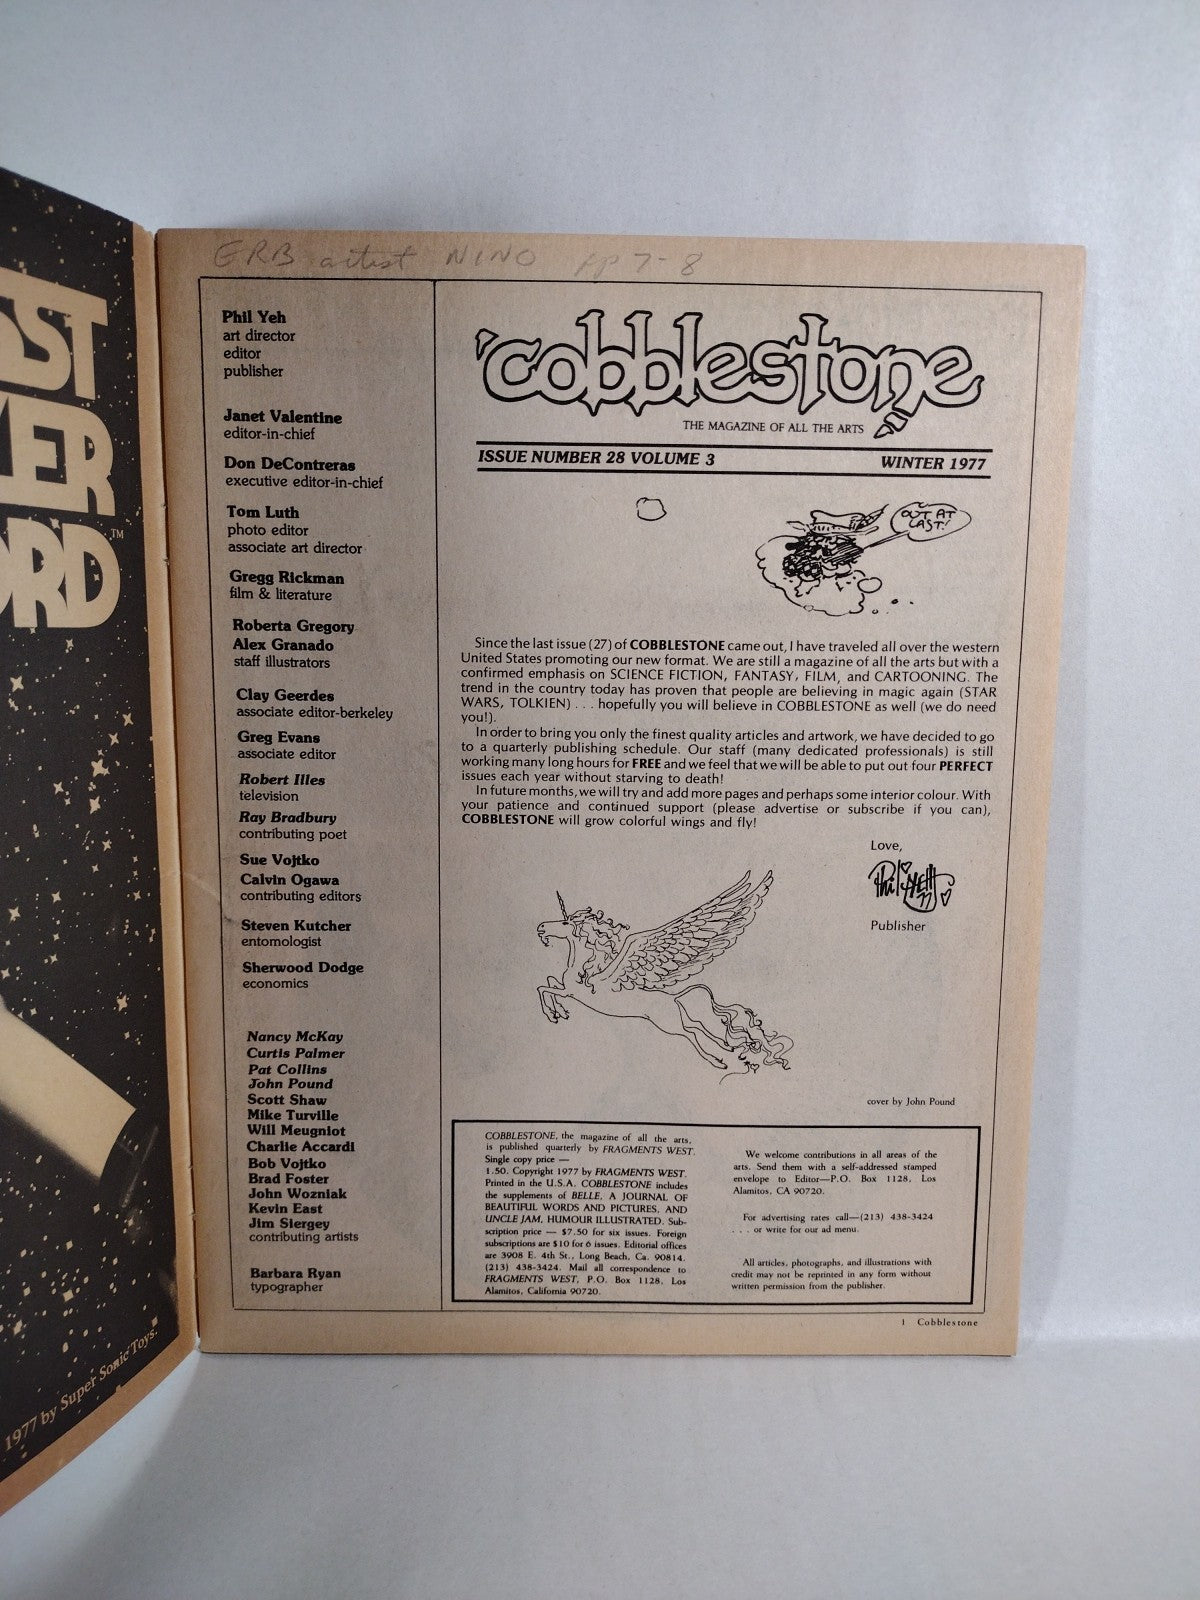 ST
ER
ORD
TM
1977 by Super Sonic Toys.
ERB artist NINO pp 7-8
Phil Yeh
art director
editor
publisher
Janet Valentine
editor-in-chief
Don DeContreras
executive editor-in-chief
Tom Luth
photo editor
associate art director
Gregg Rickman
film & literature
Roberta Gregory
Alex Granado
staff illustrators
Clay Geerdes
associate editor-berkeley
Greg Evans
associate editor
Robert Illes
television
Ray Bradbury
contributing poet
Sue Vojtko
Calvin Ogawa
contributing editors
Steven Kutcher
entomologist
Sherwood Dodge
economics
Nancy McKay
Curtis Palmer
Pat Collins
John Pound
Scott Shaw
Mike Turville
Will Meugniot
Charlie Accardi
Bob Vojtko
Brad Foster
John Wozniak
Kevin East
Jim Siergey
contributing artists
Barbara Ryan
typographer
'cobblestone
THE MAGAZINE OF ALL THE ARTS
ISSUE NUMBER 28 VOLUME 3 WINTER 1977
OUT AT
LAST!
Since the last issue (27) of COBBLESTONE came out, I have traveled all over the western
United States promoting our new format. We are still a magazine of all the arts but with a
confirmed emphasis on SCIENCE FICTION, FANTASY, FILM, and CARTOONING. The
trend in the country today has proven that people are believing in magic again (STAR
WARS, TOLKIEN) . . . hopefully you will believe in COBBLESTONE as well (we do need
you!).
In order to bring you only the finest quality articles and artwork, we have decided to go
to a quarterly publishing schedule. Our staff (many dedicated professionals) is still
working many long hours for FREE and we feel that we will be able to put out four PERFECT
issues each year without starving to death!
In future months, we will try and add more pages and perhaps some interior colour. With
your patience and continued support (please advertise or subscribe if you can),
COBBLESTONE will grow colorful wings and fly!
Love,
Phil Yeh
77
Publisher
cover by John Pound
COBBLESTONE, the magazine of all the arts,
is published quarterly by FRAGMENTS WEST.
Single copy price —
1.50. Copyright 1977 by FRAGMENTS WEST.
Printed in the U.S.A. COBBLESTONE includes
the supplements of BELLE, A JOURNAL OF
BEAUTIFUL WORDS AND PICTURES, AND
UNCLE JAM, HUMOUR ILLUSTRATED. Sub-
scription price — $7.50 for six issues. Foreign
subscriptions are $10 for 6 issues. Editorial offices
are 3908 E. 4th St., Long Beach, Ca. 90814.
(213) 438-3424. Mail all correspondence to
FRAGMENTS WEST, P.O. Box 1128, Los
Alamitos, California 90720.
We welcome contributions in all areas of the
arts. Send them with a self-addressed stamped
envelope to Editor—P.O. Box 1128, Los
Alamitos, CA 90720.
For advertising rates call—(213) 438-3424
. . . or write for our ad menu.
All articles, photographs, and illustrations with
credit may not be reprinted in any form without
written permission from the publisher.
1 Cobblestone